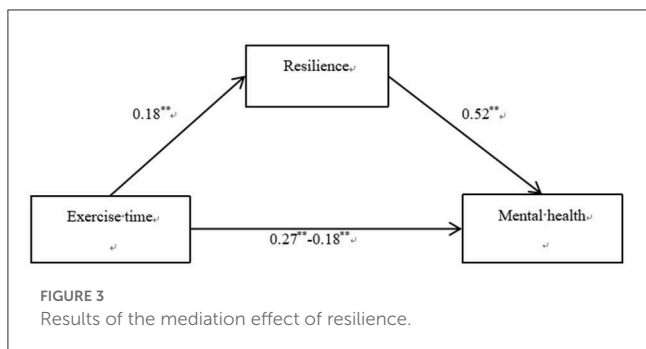 Resilience
0.18**
0.52**
Exercise time
Mental health
0.27**-0.18**
FIGURE 3
Results of the mediation effect of resilience.